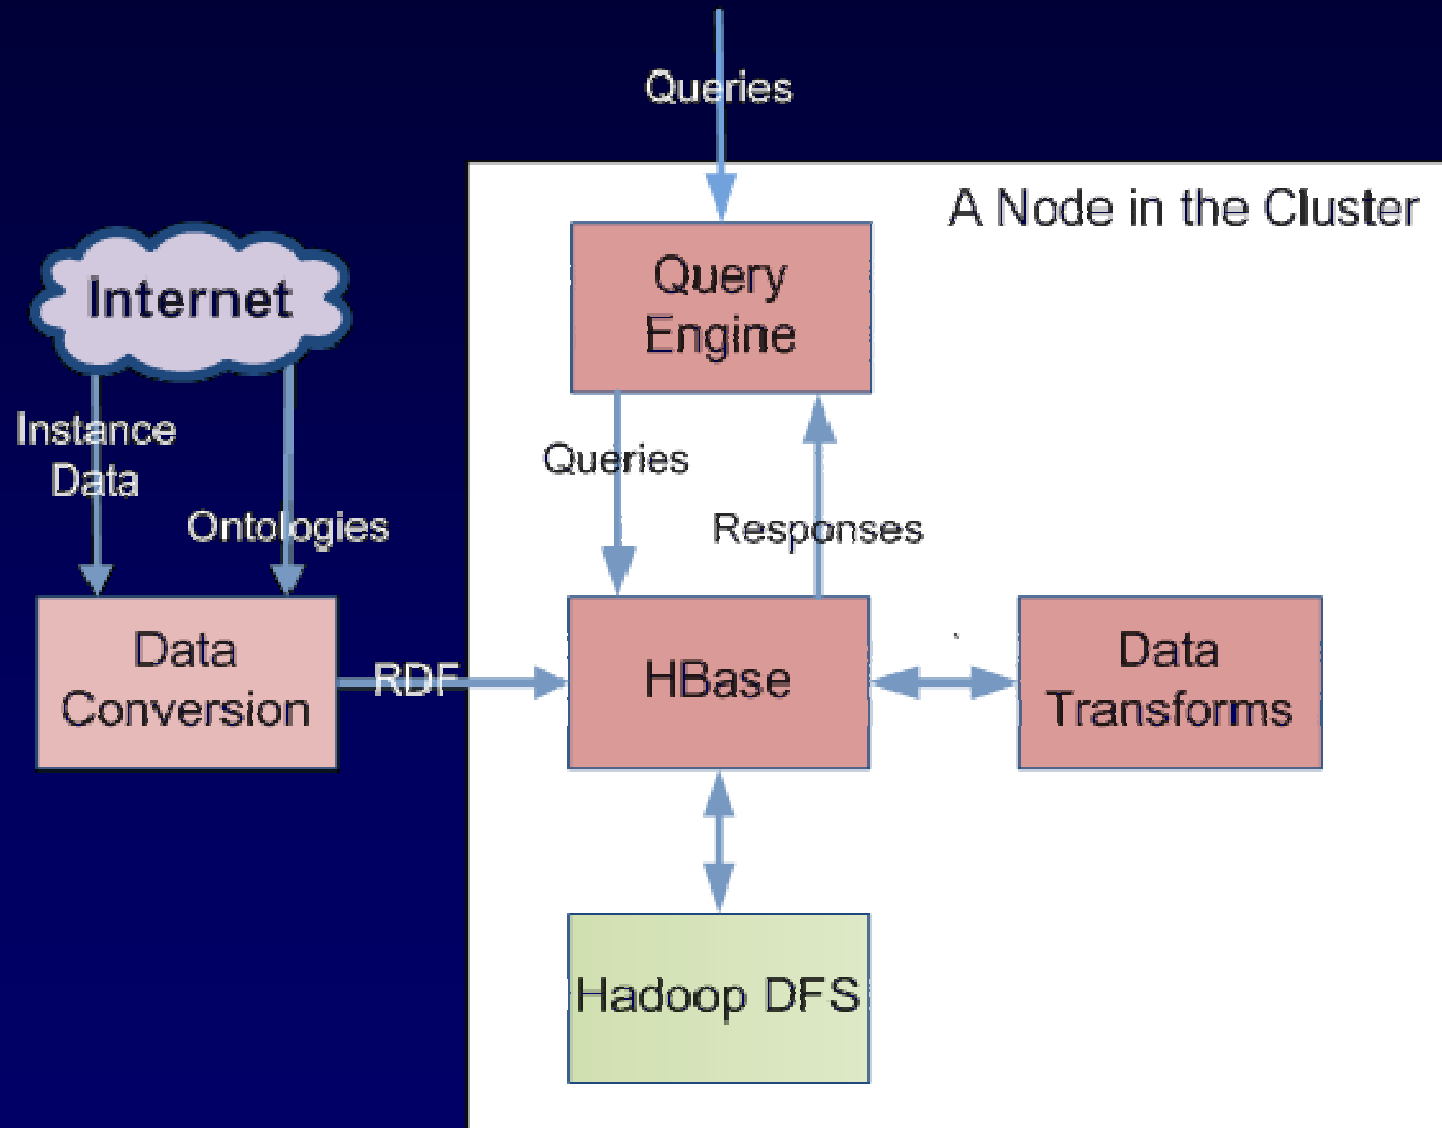 Queries
A Node in the Cluster
Query
Engine
Internet
Instance
Data
Ontologies
Queries
Responses
Data
Conversion
RDF
HBase
Data
Transforms
Hadoop DFS